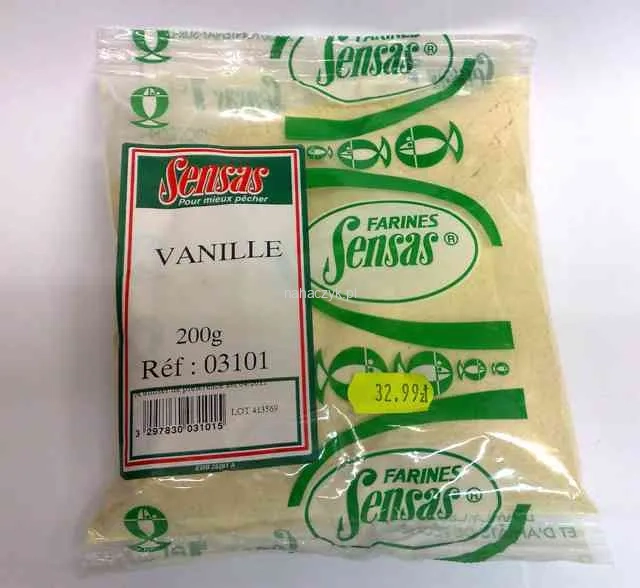 FARINES
Sensas ®
Sensas
Pour mieux pêcher
VANILLE
200g
Réf : 03101
LOT 413569
3 297830 031015
FARINES
Sensas ®
nahaczyk.pl
32.99zł
FARINES
Sensas ®